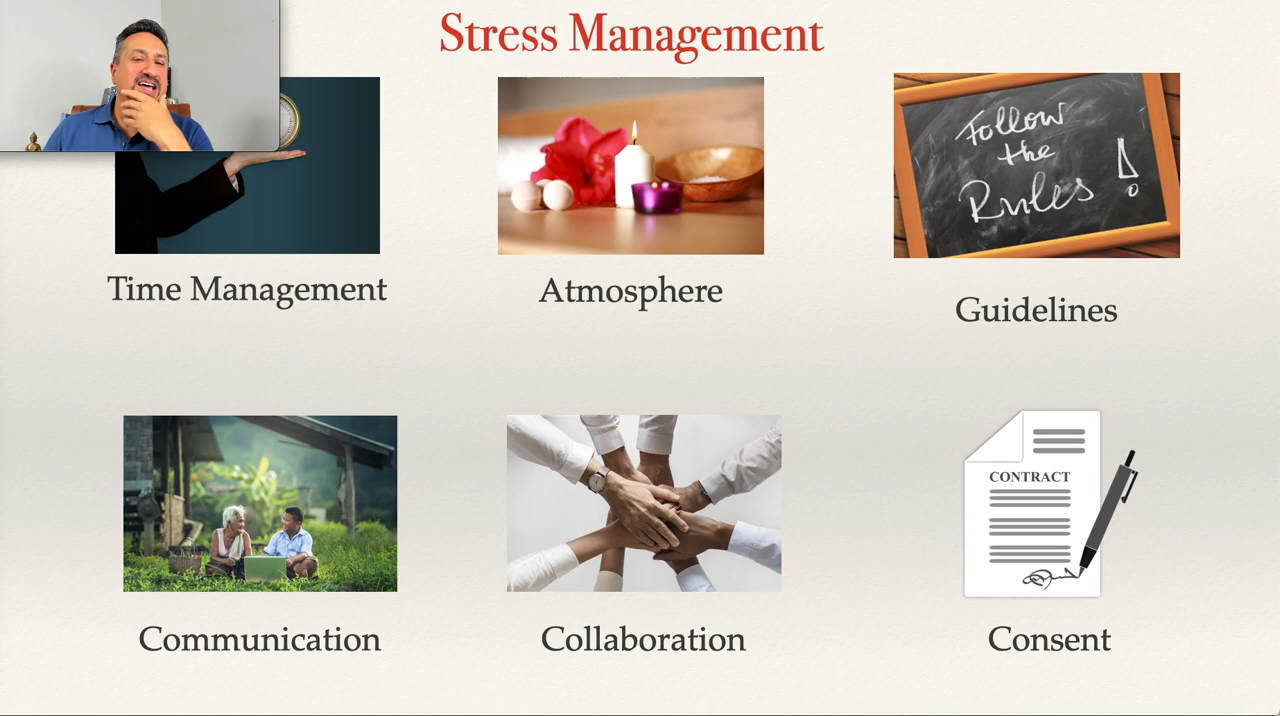 Stress Management
Follow
the
Rules !
Time Management
Atmosphere
Guidelines
CONTRACT
Communication
Collaboration
Consent